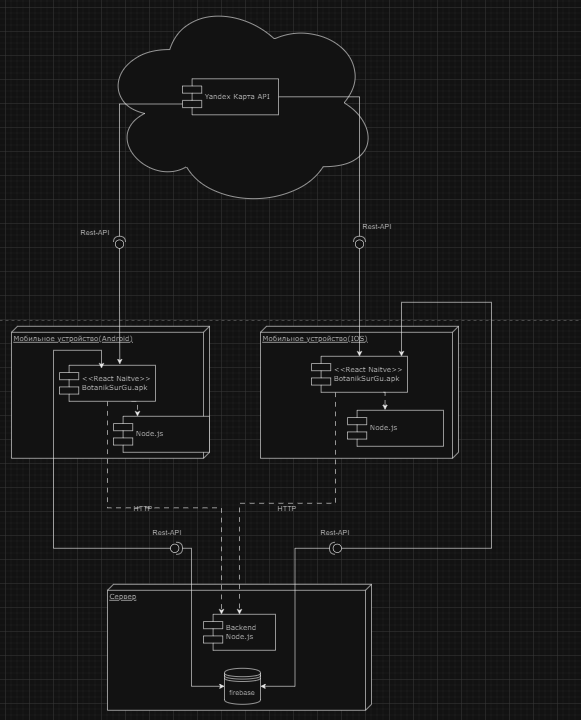 Yandex Карта API
Rest-API
Rest-API
Мобильное устройство(Android)
Мобильное устройство(IOS)
<<React Naitve>>
BotanikSurGu.apk
<<React Naitve>>
BotanikSurGu.apk
Node.js
Node.js
HTTP
HTTP
Rest-API
Rest-API
Сервер
Backend
Node.js
firebase